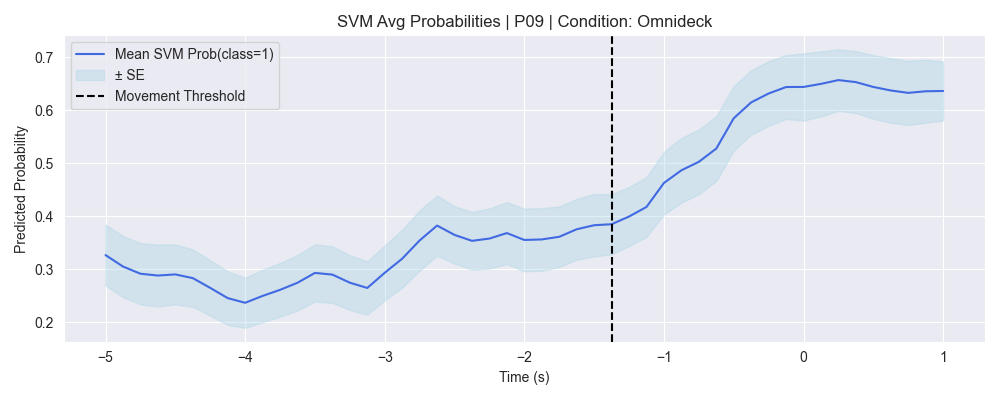 SVM Avg Probabilities | P09 | Condition: Omnideck
Mean SVM Prob(class=1)
± SE
Movement Threshold
Predicted Probability
0.7
0.6
0.5
0.4
0.3
0.2
−5 −4 −3 −2 −1 0 1
Time (s)